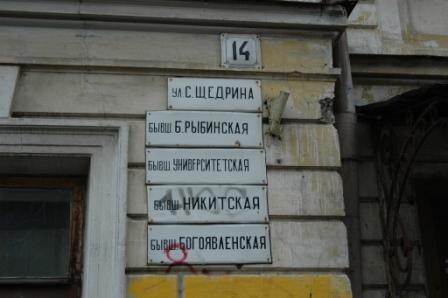 14
УЛ. С. ЩЕДРИНА
БЫВШ Б. РЫБИНСКАЯ
БЫВШ УНИВЕРСИТЕТСКАЯ
БЫВШ НИКИТСКАЯ
БЫВШ БОГОЯВЛЕНСКАЯ